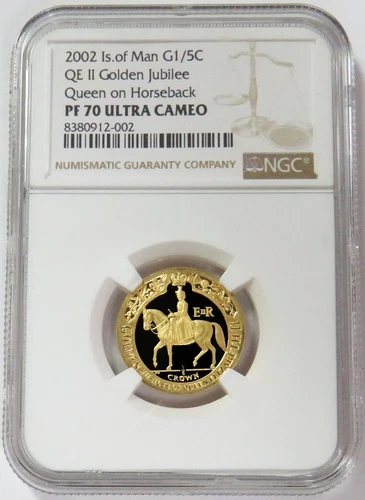 2002 Is.of Man G1/5C
QE II Golden Jubilee
Queen on Horseback
PF 70 ULTRA CAMEO
8380912-002
NUMISMATIC GUARANTY COMPANY
NGC
EIIR
CROWN